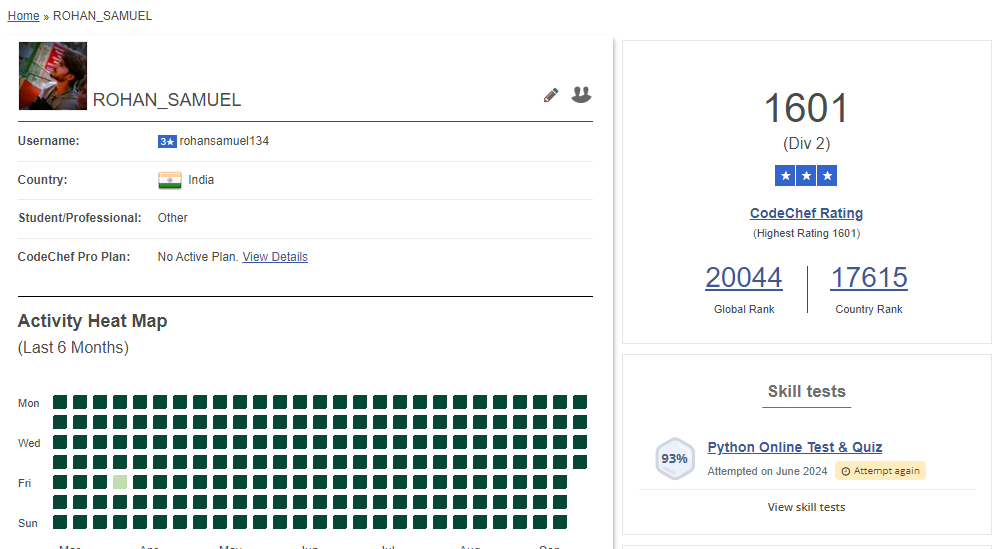 Home » ROHAN_SAMUEL
ROHAN_SAMUEL
Username: 3★ rohansamuel134
Country: India
Student/Professional: Other
CodeChef Pro Plan: No Active Plan. View Details
Activity Heat Map
(Last 6 Months)
Mon
Wed
Fri
Sun
1601
(Div 2)
★ ★ ★
CodeChef Rating
(Highest Rating 1601)
20044 17615
Global Rank Country Rank
Skill tests
93%
Python Online Test & Quiz
Attempted on June 2024 Attempt again
View skill tests